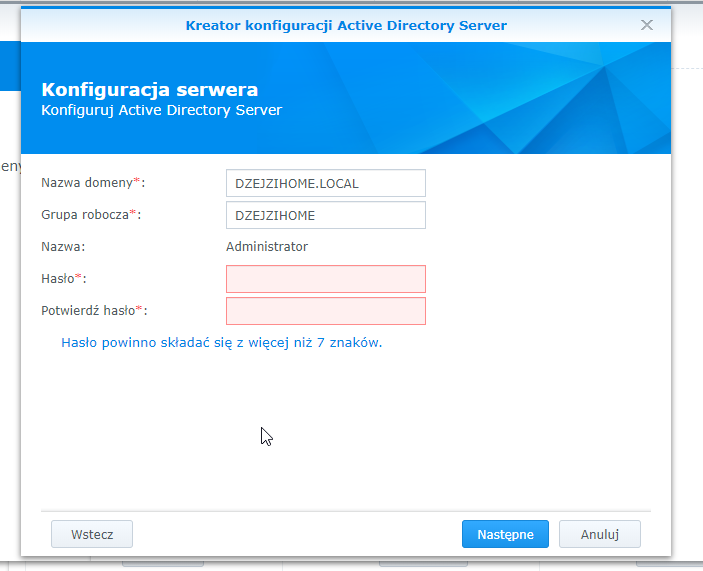 Kreator konfiguracji Active Directory Server
Konfiguracja serwera
Konfiguruj Active Directory Server
Nazwa domeny*: DZEJZIHOME.LOCAL
Grupa robocza*: DZEJZIHOME
Nazwa: Administrator
Hasło*:
Potwierdź hasło*:
Hasło powinno składać się z więcej niż 7 znaków.
Wstecz Następne Anuluj